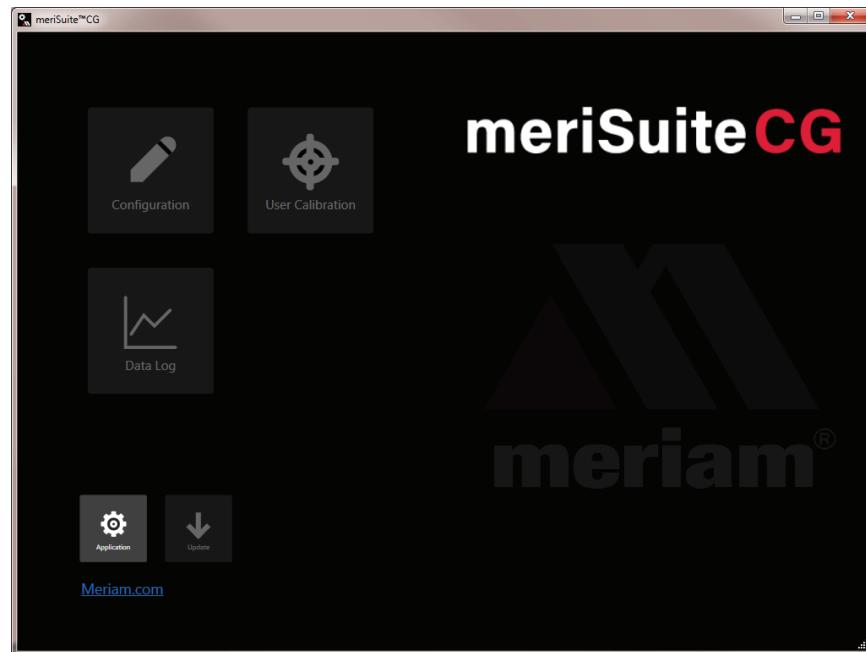 meriSuite™CG
meriSuite CG
Configuration
User Calibration
Data Log
meriam®
Application
Update
Meriam.com